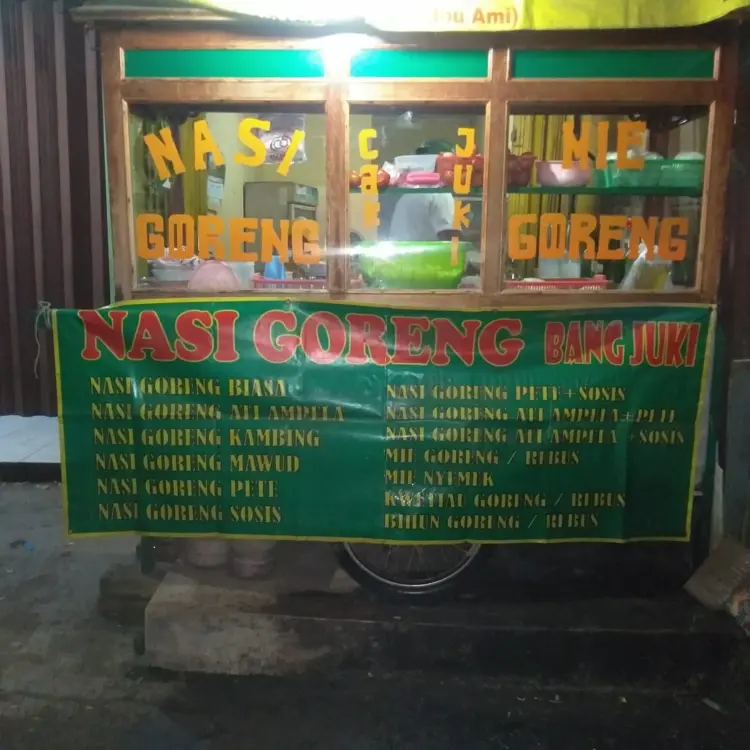 Ibu Ami)
NASI GORENG
Cak JUKI
MIE GORENG
NASI GORENG BANG JUKI
NASI GORENG BIASA
NASI GORENG ATI AMPELA
NASI GORENG KAMBING
NASI GORENG MAWUD
NASI GORENG PETE
NASI GORENG SOSIS
NASI GORENG PETE+SOSIS
NASI GORENG ATI AMPELA+PETE
NASI GORENG ATI AMPELA +SOSIS
MIE GORENG / REBUS
MIE NYEMEK
KWETIAU GORENG / REBUS
BIHUN GORENG / REBUS